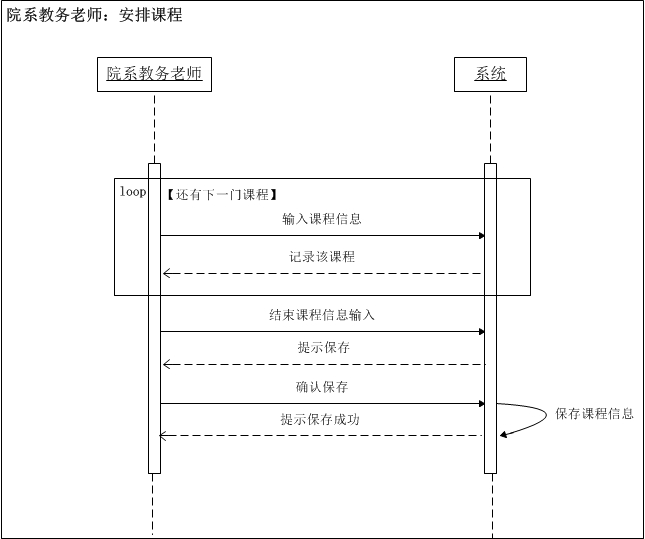 院系教务老师：安排课程
院系教务老师
系统
loop
【还有下一门课程】
输入课程信息
记录该课程
结束课程信息输入
提示保存
确认保存
保存课程信息
提示保存成功